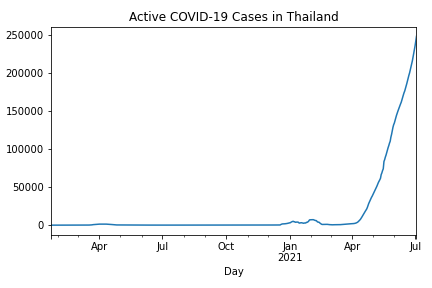 Active COVID-19 Cases in Thailand
250000
200000
150000
100000
50000
0
Apr Jul Oct Jan Apr Jul
2021
Day